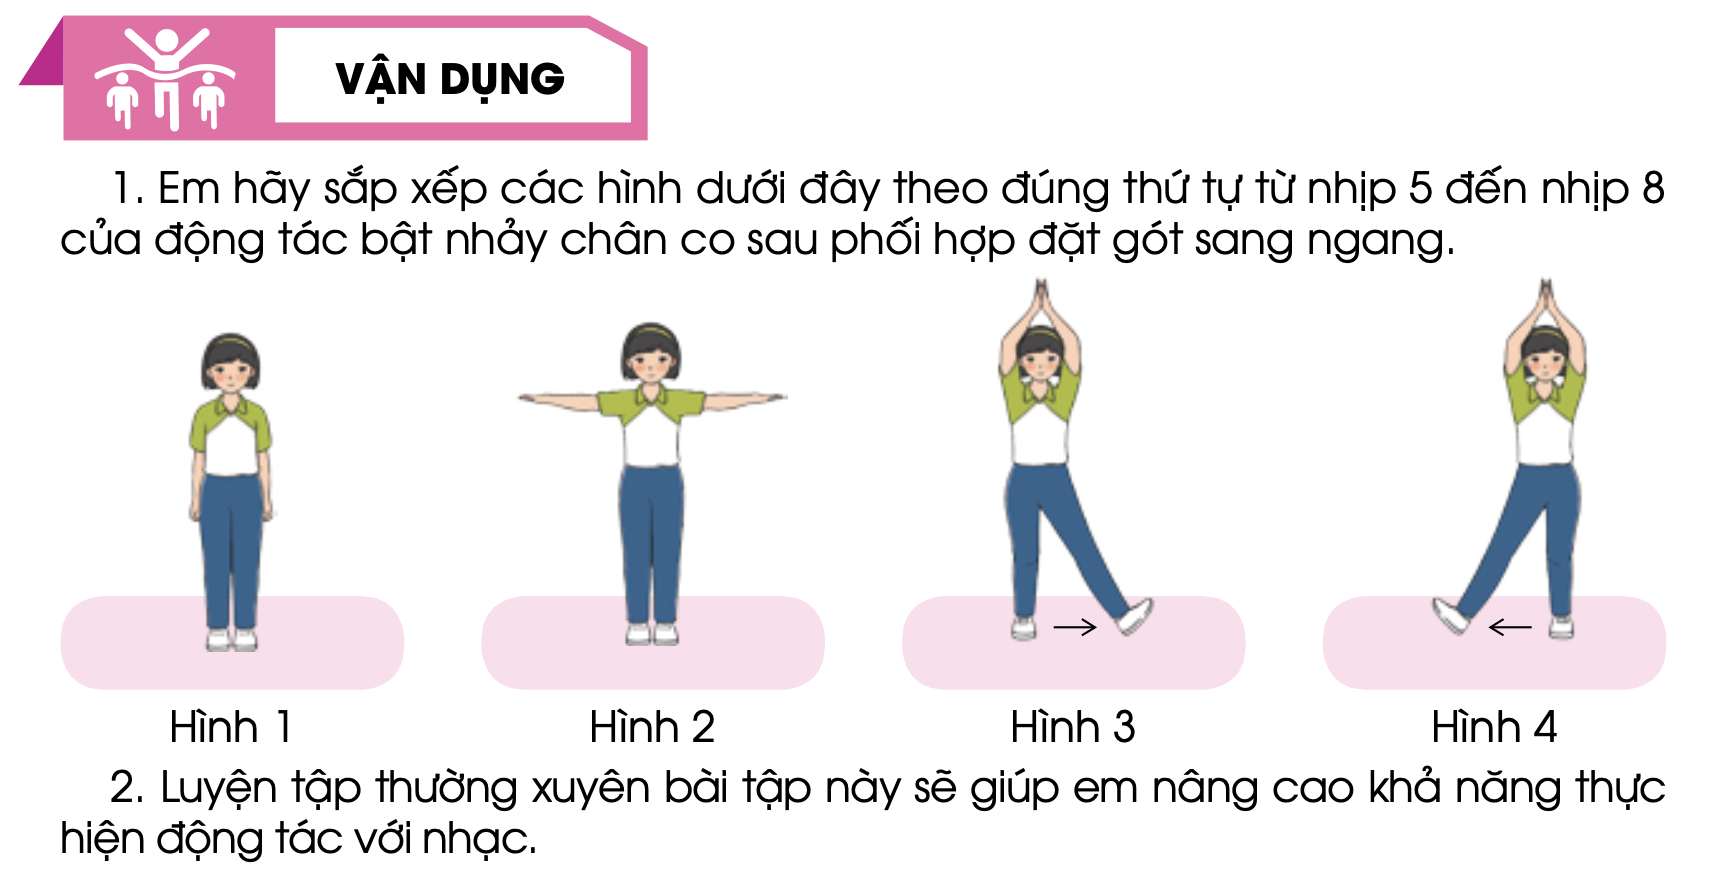 VẬN DỤNG
1. Em hãy sắp xếp các hình dưới đây theo đúng thứ tự từ nhịp 5 đến nhịp 8
của động tác bật nhảy chân co sau phối hợp đặt gót sang ngang.
Hình 1
Hình 2
Hình 3
Hình 4
2. Luyện tập thường xuyên bài tập này sẽ giúp em nâng cao khả năng thực
hiện động tác với nhạc.